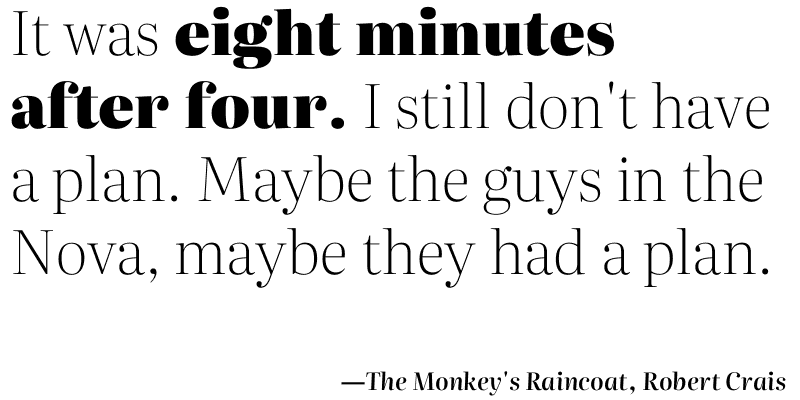 It was eight minutes
after four. I still don't have
a plan. Maybe the guys in the
Nova, maybe they had a plan.
—The Monkey's Raincoat, Robert Crais